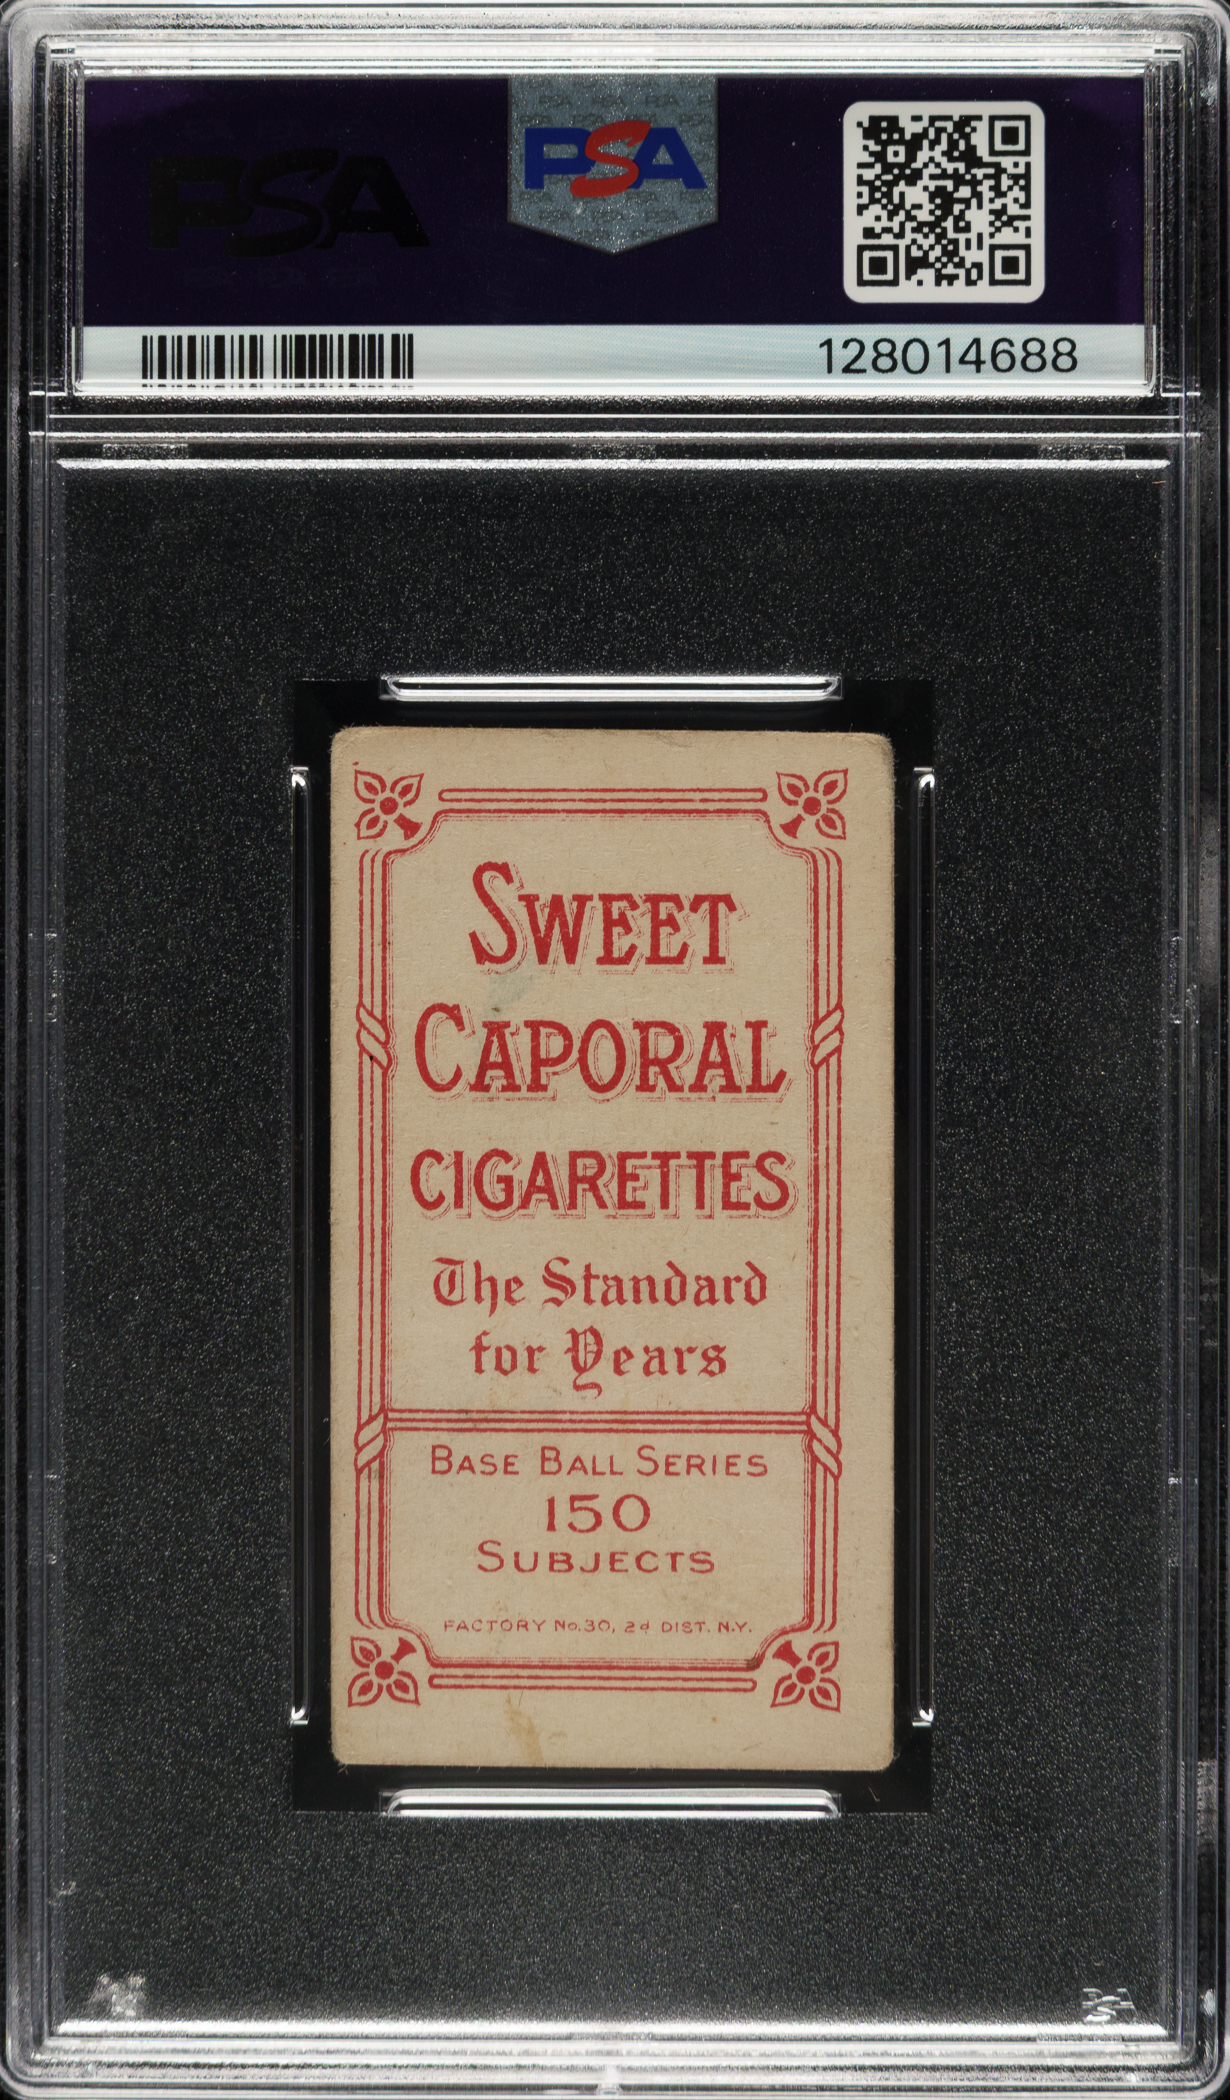 PSA
PSA
128014688
SWEET
CAPORAL
CIGARETTES
The Standard
for Years
BASE BALL SERIES
150
SUBJECTS
FACTORY No. 30, 2d DIST. N.Y.